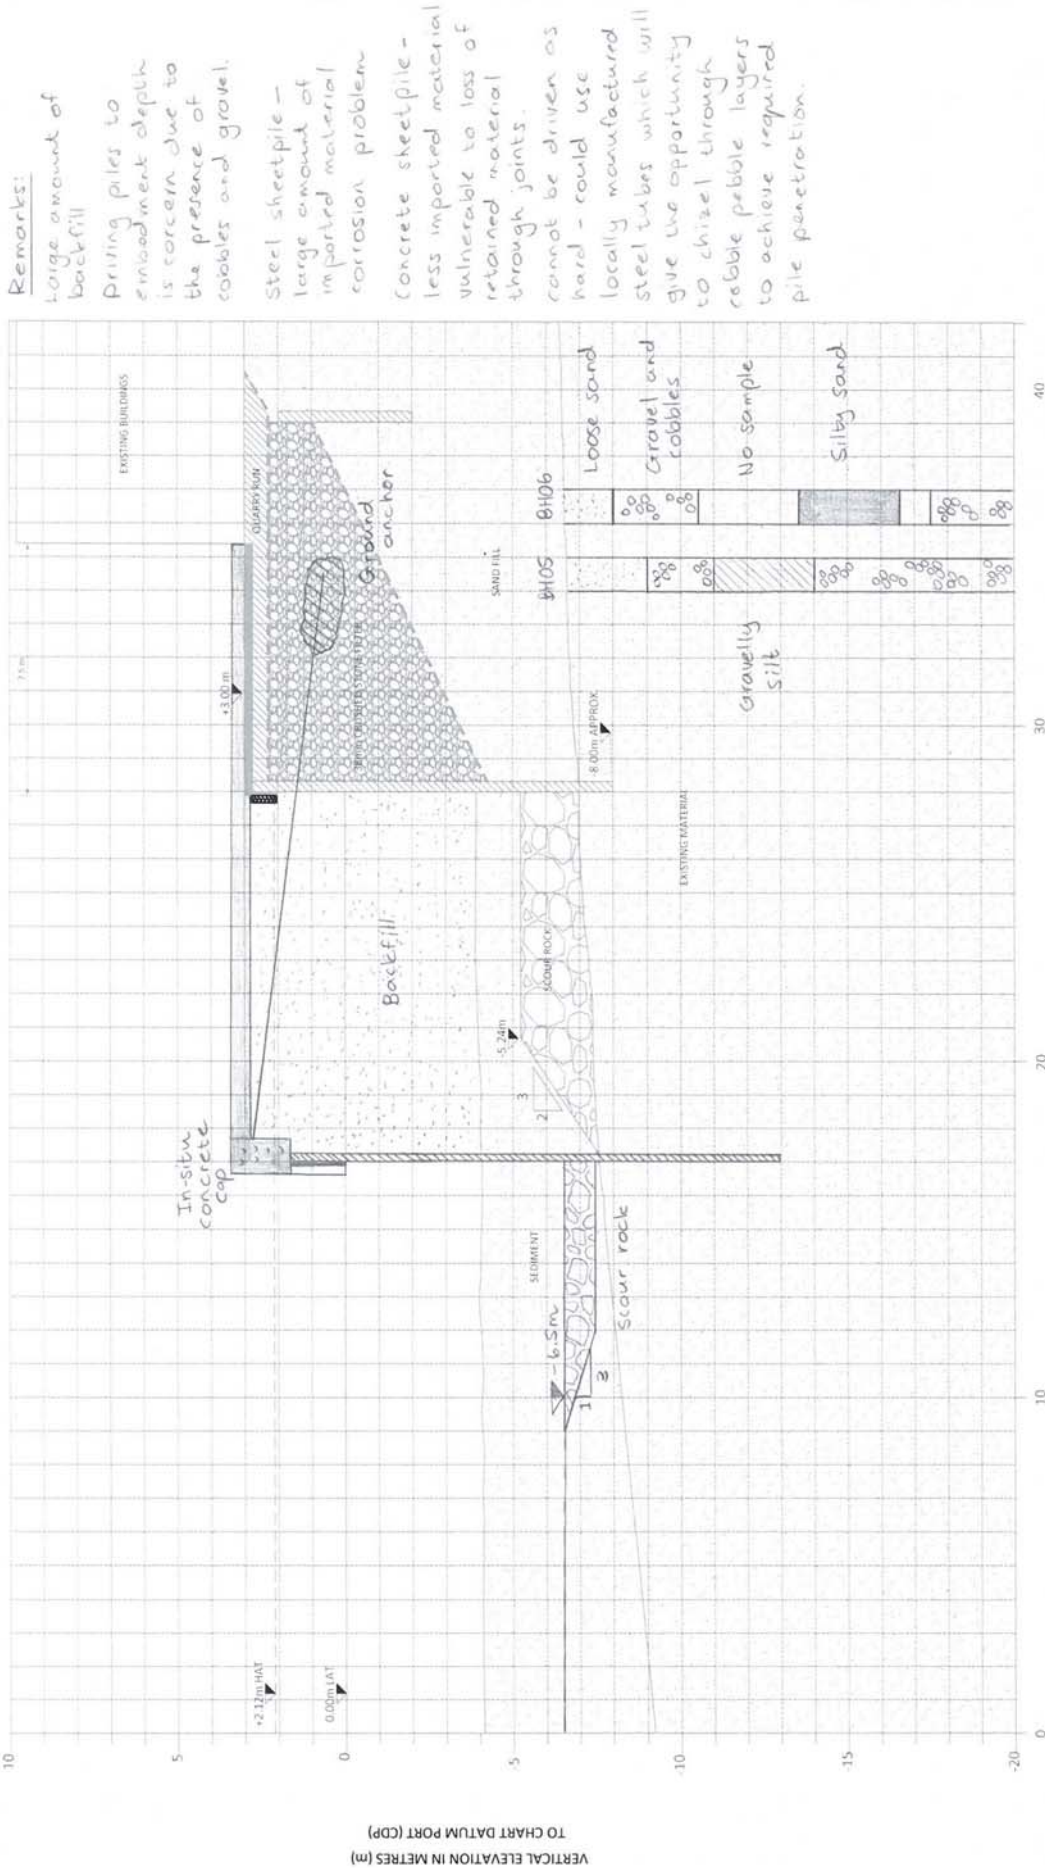 Remarks:
Large amount of
backfill
Driving piles to
embedment depth
is concern due to
the presence of
cobbles and gravel.
Steel sheetpile –
large amount of
imported material
corrosion problem
Concrete sheetpile –
less imported material
vulnerable to loss of
retained material
through joints.
cannot be driven as
hard – could use
locally manufactured
steel tubes which will
give the opportunity
to chizel through
cobble pebble layers
to achieve required
pile penetration.
EXISTING BUILDINGS
QUARRY RUN
7.5 m
+3.00 m
Ground
anchor
SAND FILL
In-situ
concrete
cap
Backfill
-5.24m
3
2
SCOUR ROCK
-8.00m APPROX
EXISTING MATERIAL
SEDIMENT
-6.5m
1
3
Scour rock
+2.12m HAT
0.00m LAT
BH05
BH06
Loose sand
Gravel and
cobbles
No sample
Silty sand
Gravelly
silt
10
5
0
-5
-10
-15
-20
0
10
20
30
40
VERTICAL ELEVATION IN METRES (m)
TO CHART DATUM PORT (CDP)